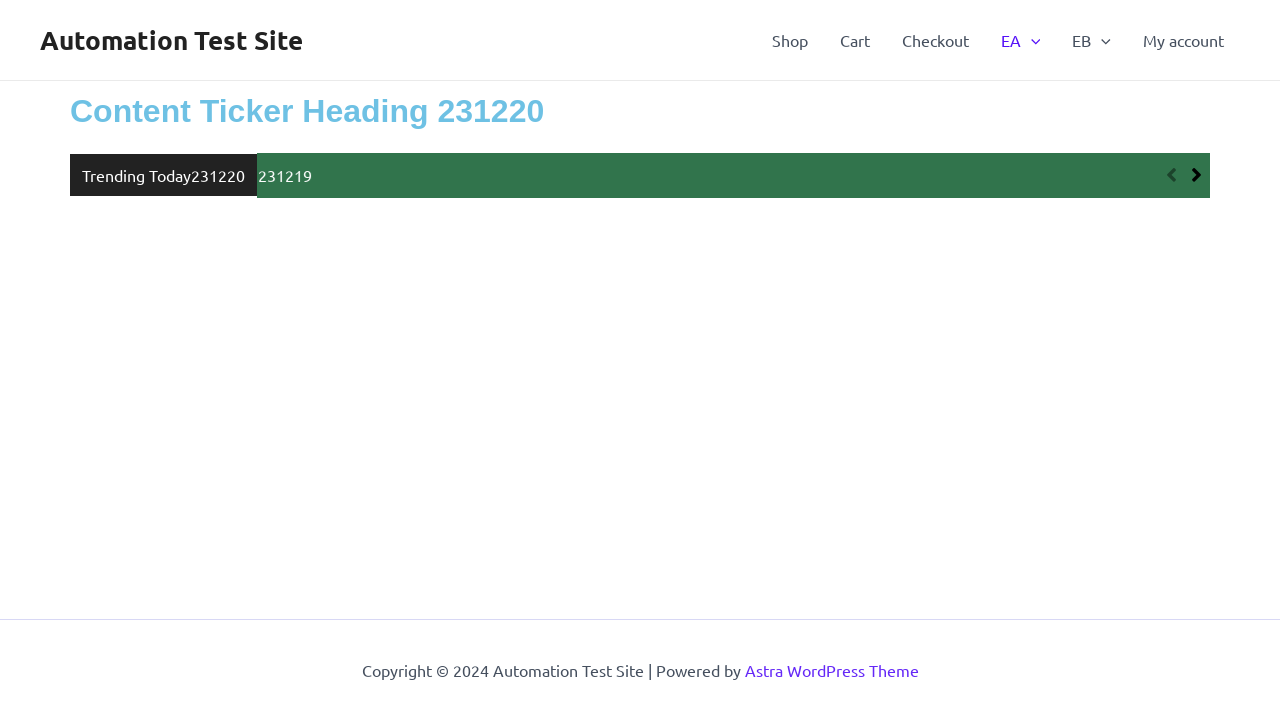 Automation Test Site
Shop Cart Checkout EA EB My account
Content Ticker Heading 231220
Trending Today231220 231219
Copyright © 2024 Automation Test Site | Powered by Astra WordPress Theme